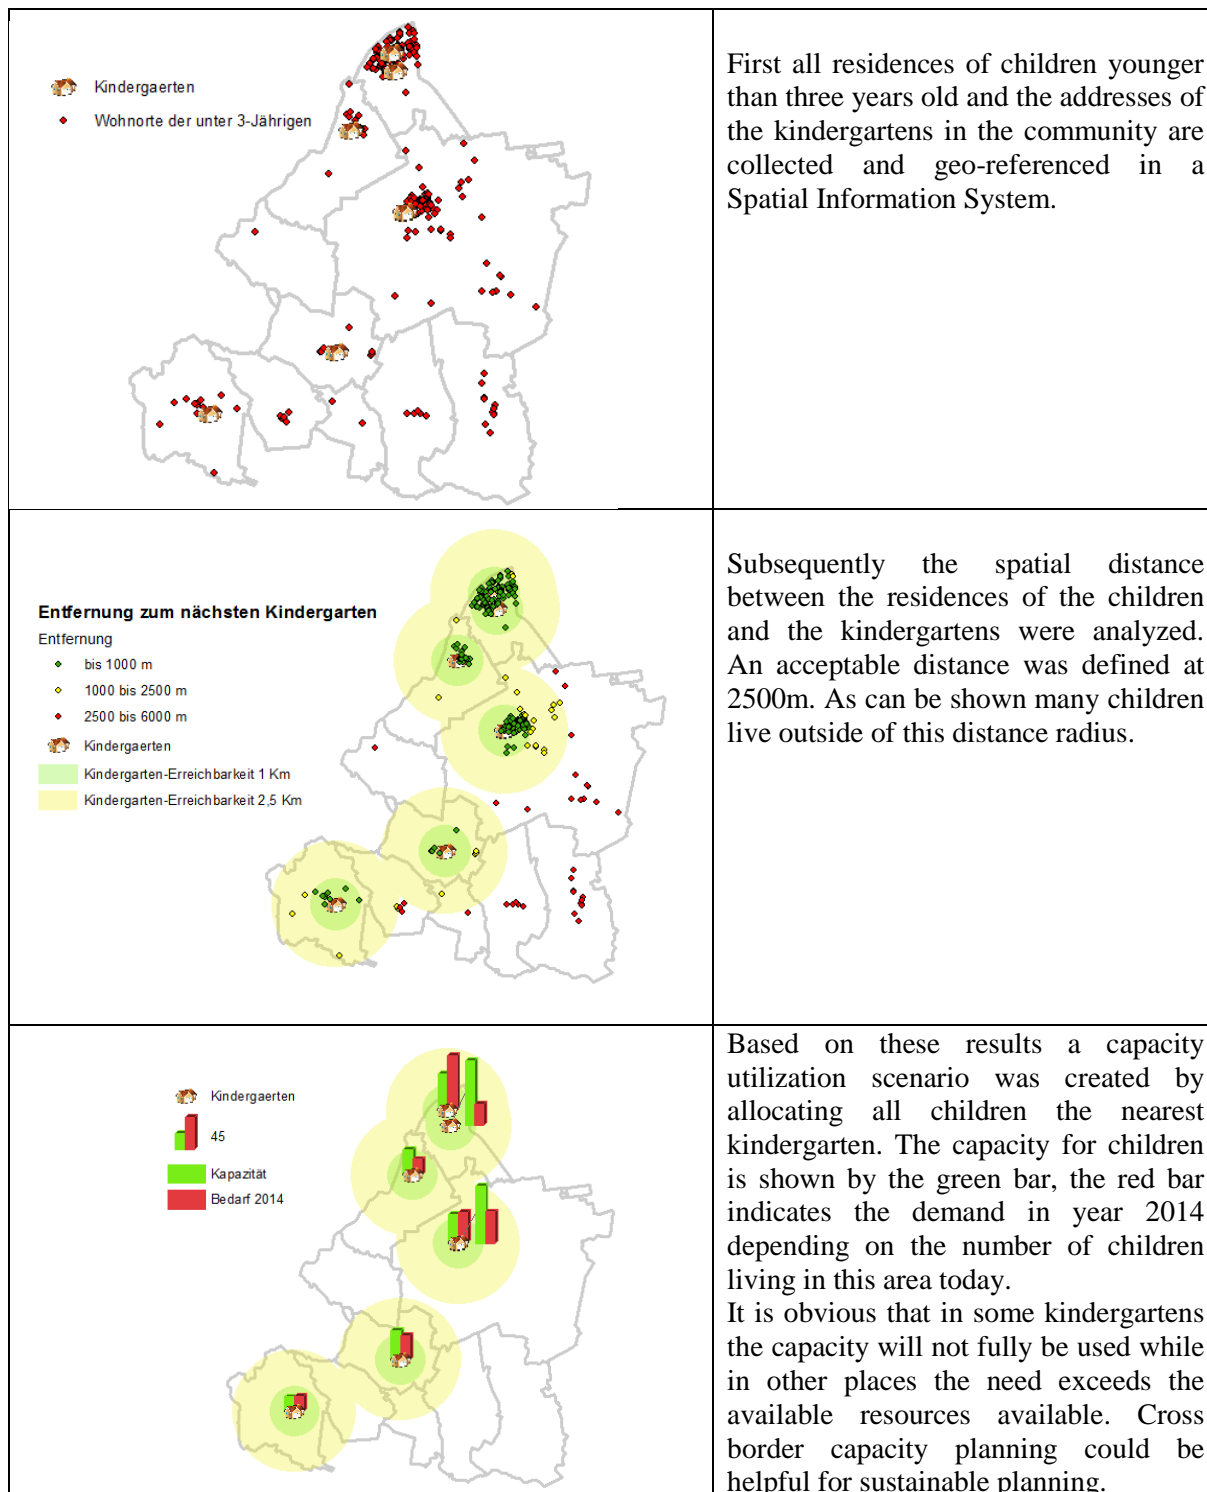 Kindergaerten
Wohnorte der unter 3-Jährigen
First all residences of children younger
than three years old and the addresses of
the kindergartens in the community are
collected and geo-referenced in a
Spatial Information System.
Entfernung zum nächsten Kindergarten
Entfernung
bis 1000 m
1000 bis 2500 m
2500 bis 6000 m
Kindergaerten
Kindergarten-Erreichbarkeit 1 Km
Kindergarten-Erreichbarkeit 2,5 Km
Subsequently the spatial distance
between the residences of the children
and the kindergartens were analyzed.
An acceptable distance was defined at
2500m. As can be shown many children
live outside of this distance radius.
Kindergaerten
45
Kapazität
Bedarf 2014
Based on these results a capacity
utilization scenario was created by
allocating all children the nearest
kindergarten. The capacity for children
is shown by the green bar, the red bar
indicates the demand in year 2014
depending on the number of children
living in this area today.
It is obvious that in some kindergartens
the capacity will not fully be used while
in other places the need exceeds the
available resources available. Cross
border capacity planning could be
helpful for sustainable planning.